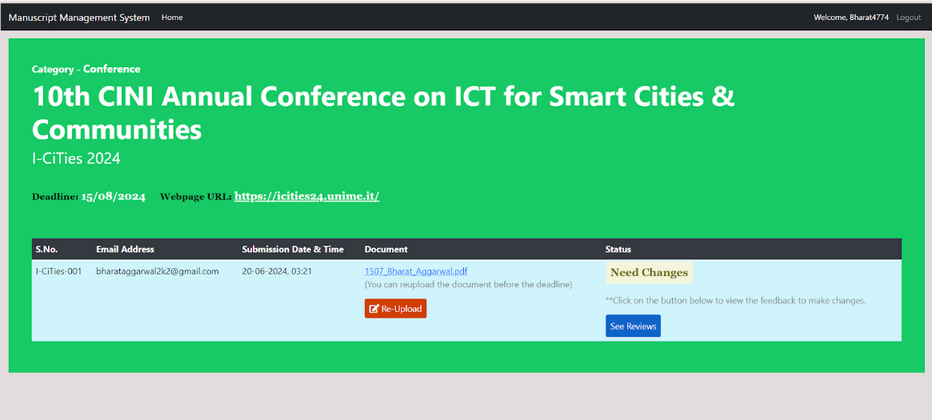 Manuscript Management System Home Welcome, Bharat4774 Logout
Category - Conference
10th CINI Annual Conference on ICT for Smart Cities &
Communities
I-CiTies 2024
Deadline: 15/08/2024 Webpage URL: https://icities24.unime.it/
S.No. Email Address Submission Date & Time Document Status
I-CiTies-001 bharataggarwal2k2@gmail.com 20-06-2024, 03:21 1507_Bharat_Aggarwal.pdf Need Changes
(You can reupload the document before the deadline)
**Click on the button below to view the feedback to make changes.
Re-Upload
See Reviews